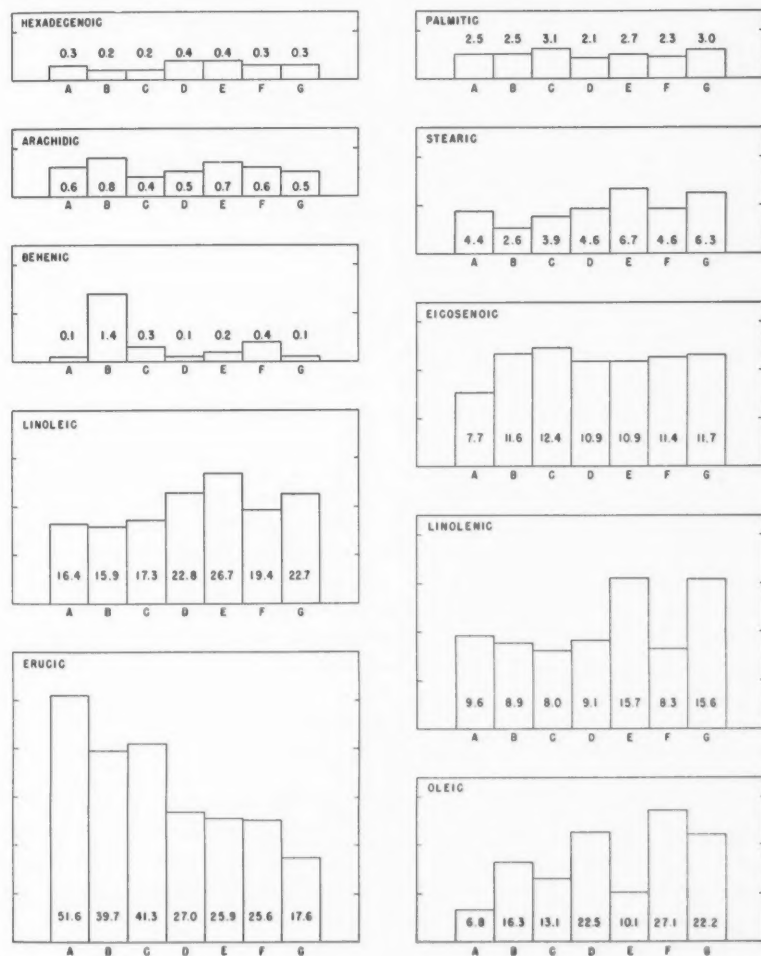 HEXADECENOIC
0.3 0.2 0.2 0.4 0.4 0.3 0.3
A B C D E F G
ARACHIDIC
0.6 0.8 0.4 0.5 0.7 0.6 0.5
A B C D E F G
BEHENIC
0.1 1.4 0.3 0.1 0.2 0.4 0.1
A B C D E F G
LINOLEIC
16.4 15.9 17.3 22.8 26.7 19.4 22.7
A B C D E F G
ERUCIC
51.6 39.7 41.3 27.0 25.9 25.6 17.6
A B C D E F G
PALMITIC
2.5 2.5 3.1 2.1 2.7 2.3 3.0
A B C D E F G
STEARIC
4.4 2.6 3.9 4.6 6.7 4.6 6.3
A B C D E F G
EICOSENOIC
7.7 11.6 12.4 10.9 10.9 11.4 11.7
A B C D E F G
LINOLENIC
9.6 8.9 8.0 9.1 15.7 8.3 15.6
A B C D E F G
OLEIC
6.8 16.3 13.1 22.5 10.1 27.1 22.2
A B C D E F G